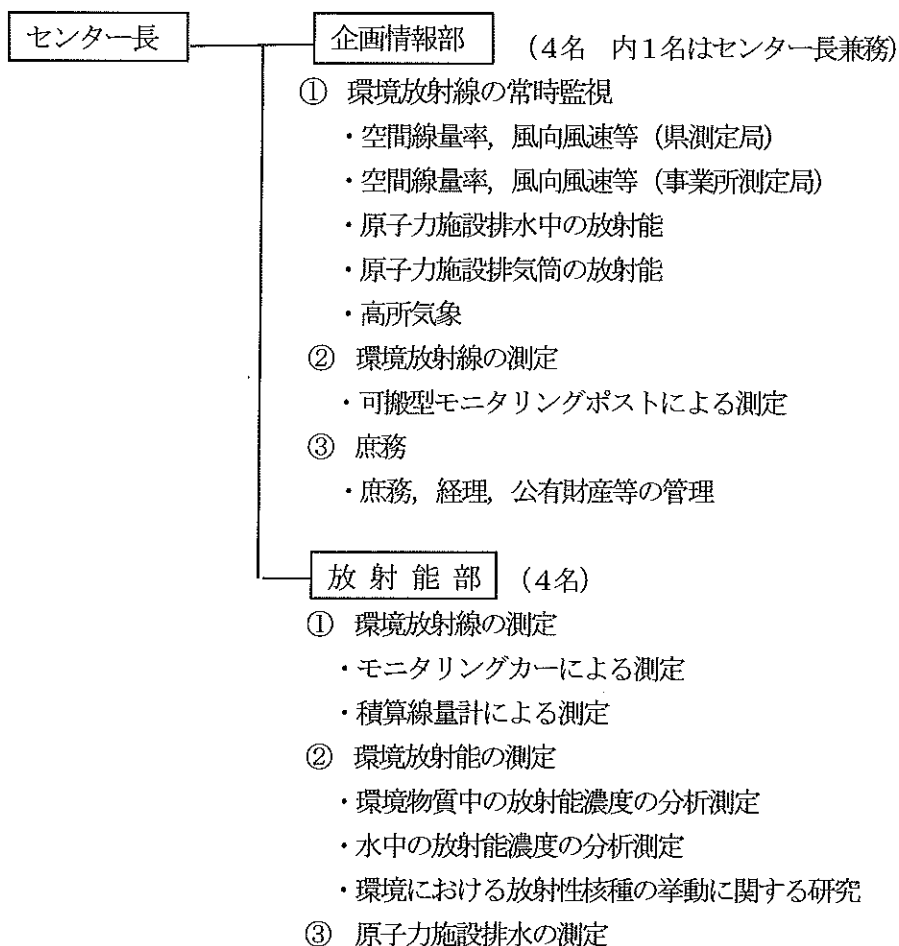 センター長
企画情報部 (4名 内1名はセンター長兼務)
① 環境放射線の常時監視
・空間線量率,風向風速等(県測定局)
・空間線量率,風向風速等(事業所測定局)
・原子力施設排水中の放射能
・原子力施設排気筒の放射能
・高所気象
② 環境放射線の測定
・可搬型モニタリングポストによる測定
③ 庶務
・庶務,経理,公有財産等の管理
放射能部 (4名)
① 環境放射線の測定
・モニタリングカーによる測定
・積算線量計による測定
② 環境放射能の測定
・環境物質中の放射能濃度の分析測定
・水中の放射能濃度の分析測定
・環境における放射性核種の挙動に関する研究
③ 原子力施設排水の測定